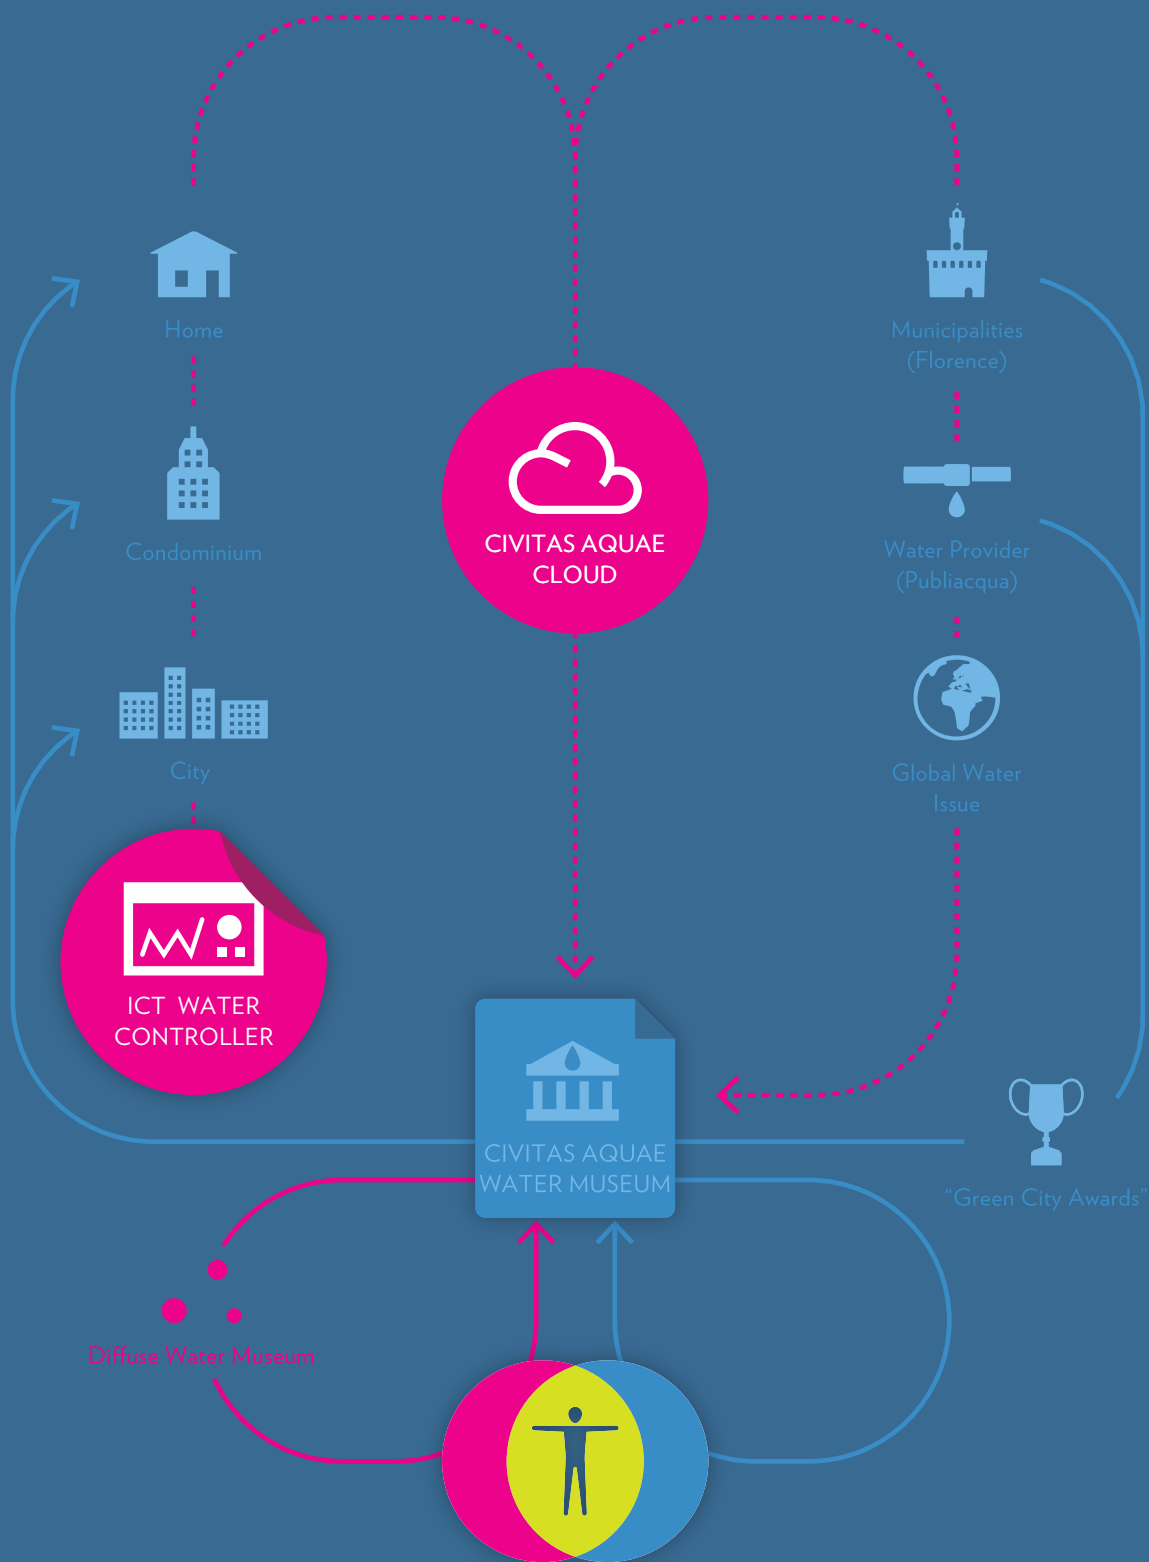 Home
Condominium
City
ICT WATER
CONTROLLER
CIVITAS AQUAE
CLOUD
Municipalities
(Florence)
Water Provider
(Publiacqua)
Global Water
Issue
CIVITAS AQUAE
WATER MUSEUM
“Green City Awards”
Diffuse Water Museum